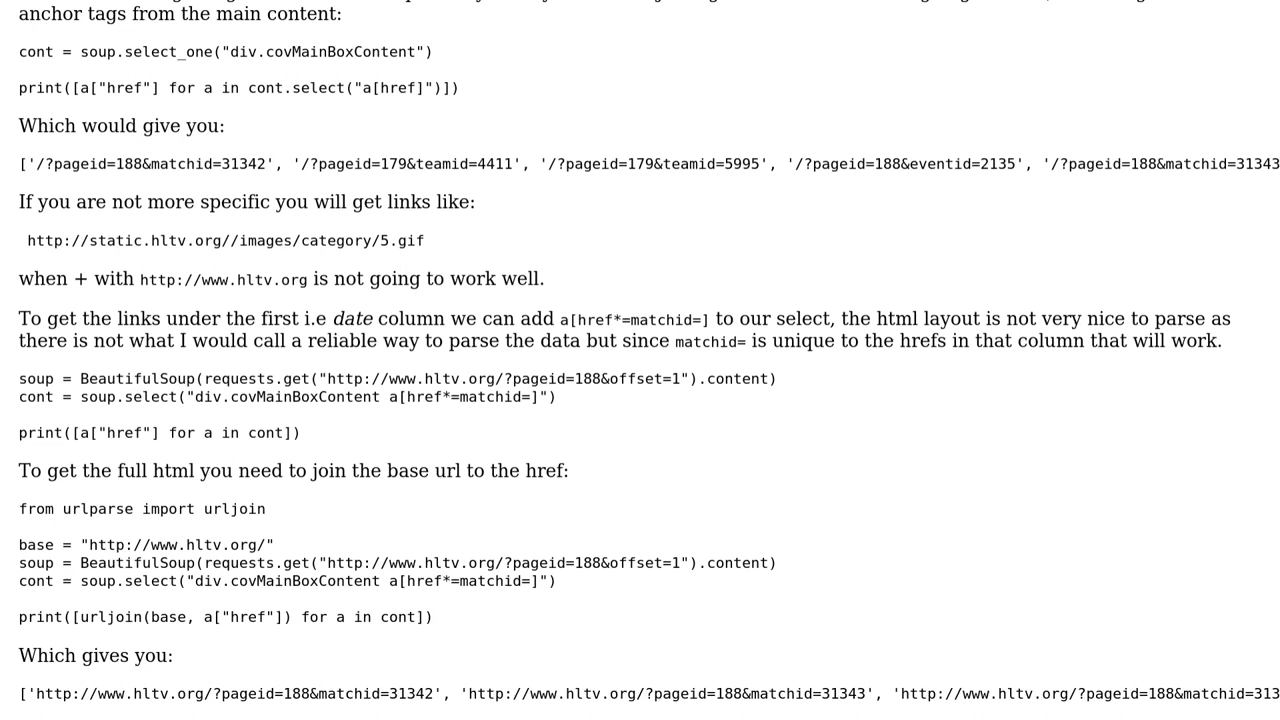 anchor tags from the main content:
cont = soup.select_one("div.covMainBoxContent")
print([a["href"] for a in cont.select("a[href]")])
Which would give you:
['/?pageid=188&matchid=31342', '/?pageid=179&teamid=4411', '/?pageid=179&teamid=5995', '/?pageid=188&eventid=2135', '/?pageid=188&matchid=31343
If you are not more specific you will get links like:
http://static.hltv.org//images/category/5.gif
when + with http://www.hltv.org is not going to work well.
To get the links under the first i.e date column we can add a[href*=matchid=] to our select, the html layout is not very nice to parse as
there is not what I would call a reliable way to parse the data but since matchid= is unique to the hrefs in that column that will work.
soup = BeautifulSoup(requests.get("http://www.hltv.org/?pageid=188&offset=1").content)
cont = soup.select("div.covMainBoxContent a[href*=matchid=]")
print([a["href"] for a in cont])
To get the full html you need to join the base url to the href:
from urlparse import urljoin
base = "http://www.hltv.org/"
soup = BeautifulSoup(requests.get("http://www.hltv.org/?pageid=188&offset=1").content)
cont = soup.select("div.covMainBoxContent a[href*=matchid=]")
print([urljoin(base, a["href"]) for a in cont])
Which gives you:
['http://www.hltv.org/?pageid=188&matchid=31342', 'http://www.hltv.org/?pageid=188&matchid=31343', 'http://www.hltv.org/?pageid=188&matchid=313